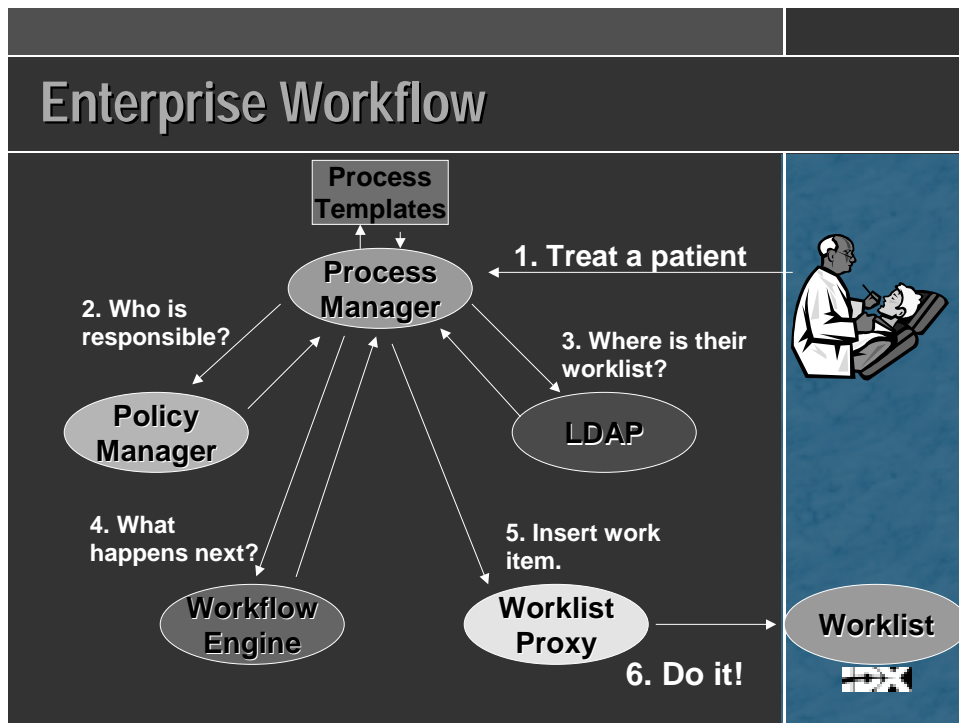 Enterprise Workflow
Process
Templates
1. Treat a patient
Process
Manager
2. Who is
responsible?
3. Where is their
worklist?
Policy
Manager
LDAP
4. What
happens next?
5. Insert work
item.
Workflow
Engine
Worklist
Proxy
Worklist
6. Do it!
IDX